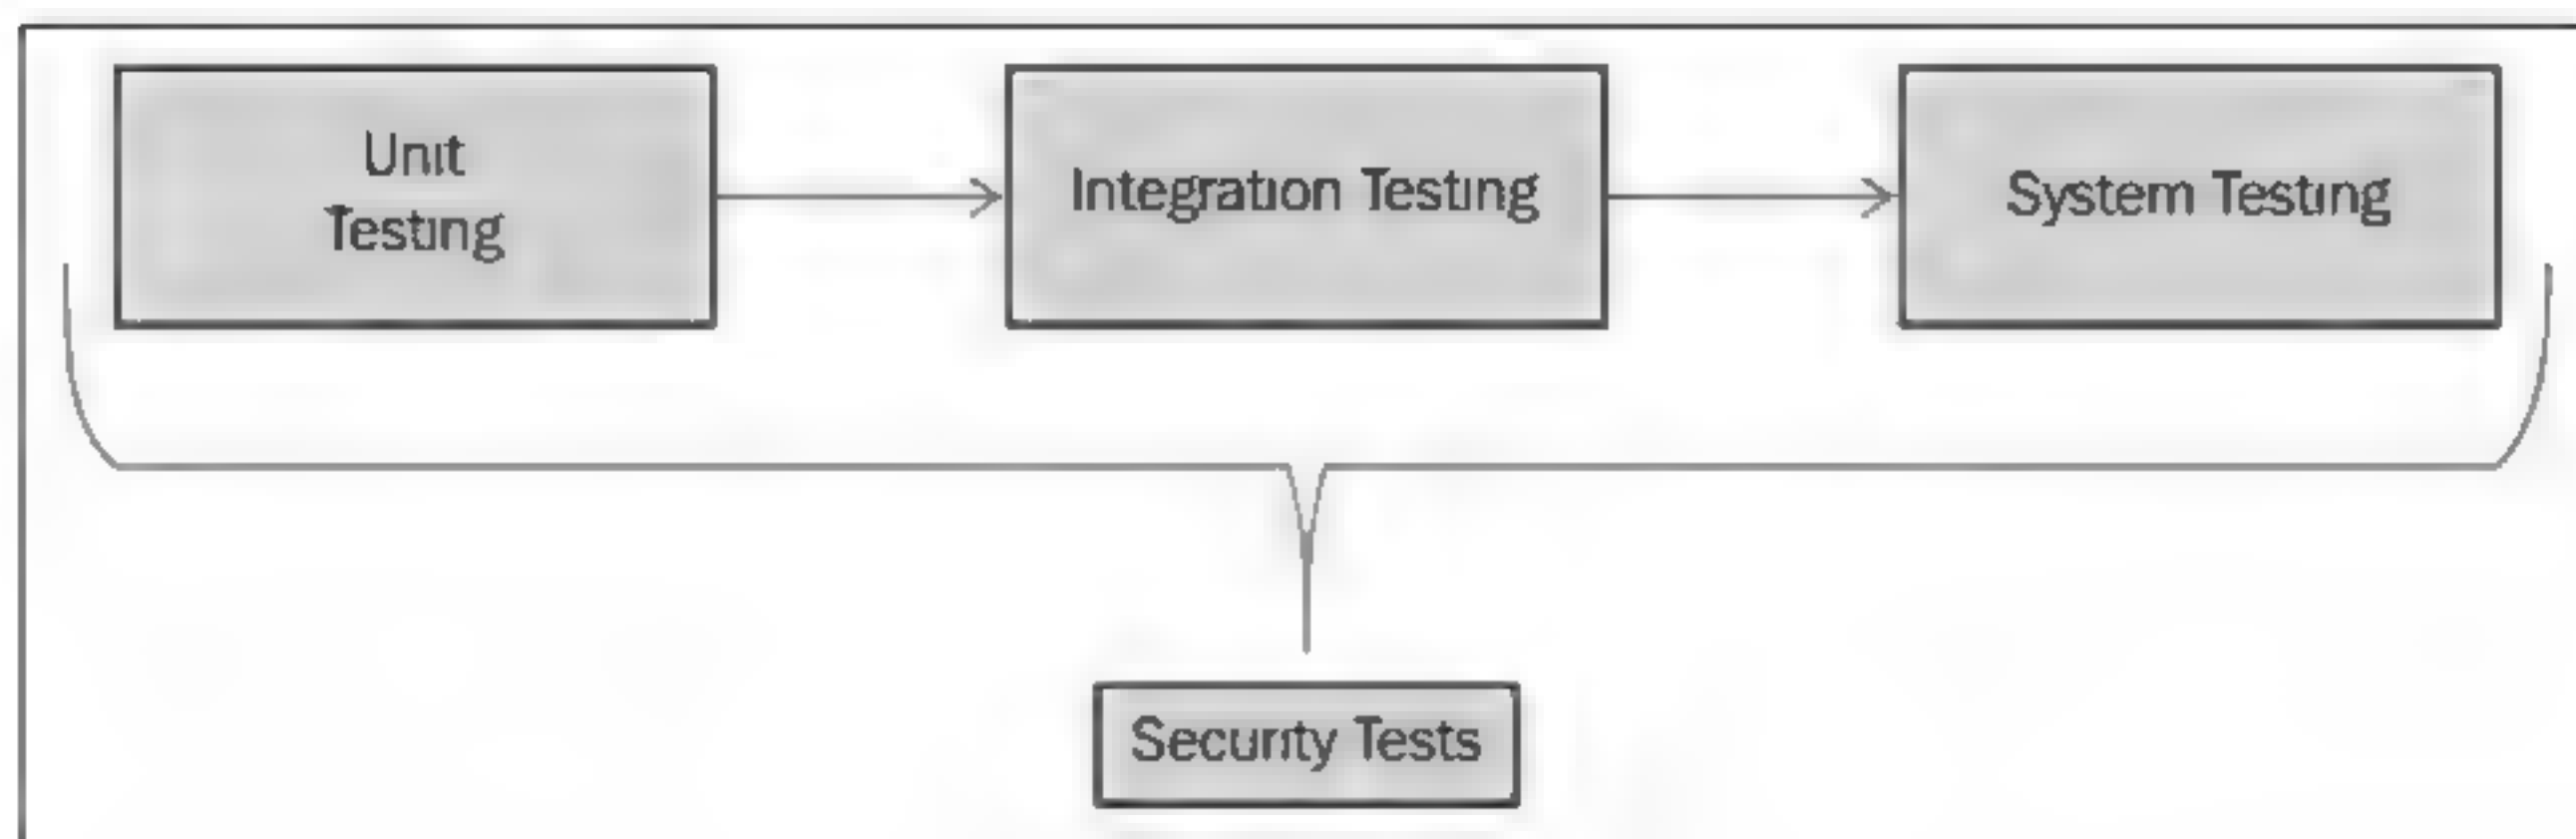 Unit
Testing
Integration Testing
System Testing
Security Tests